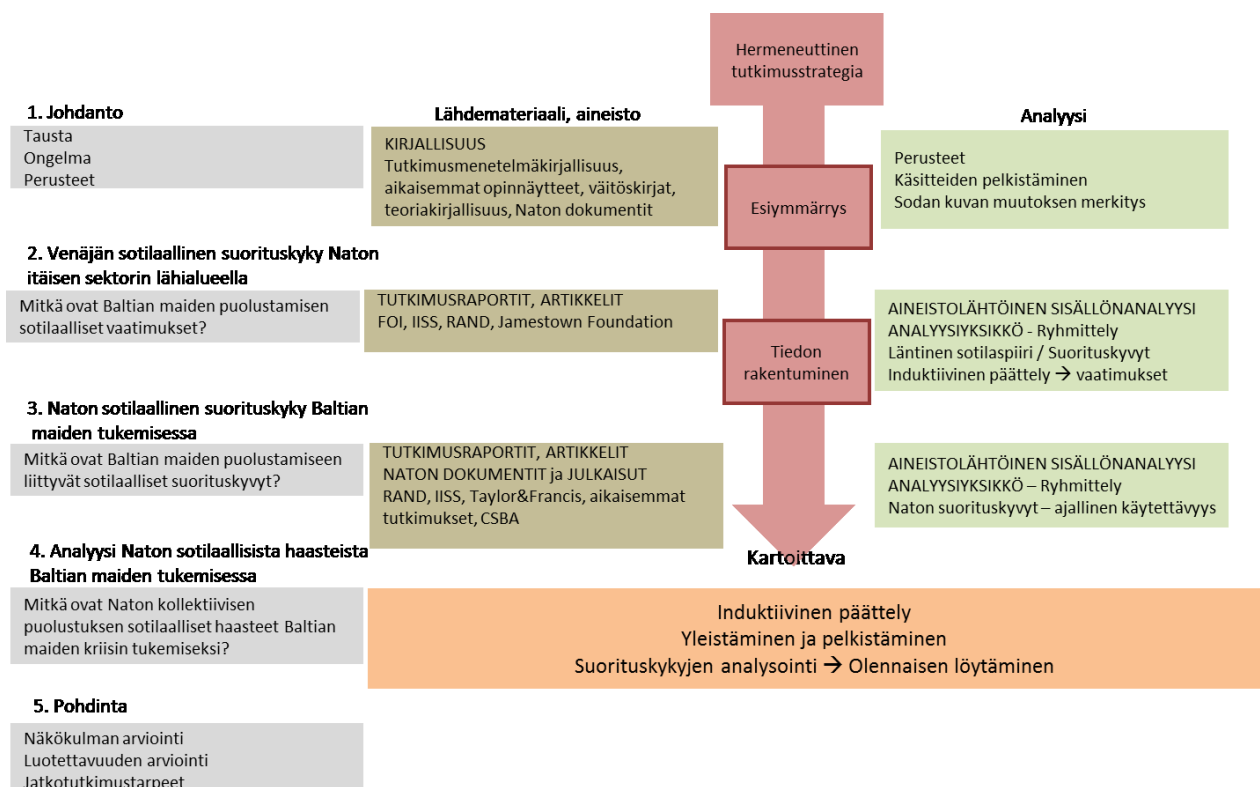 Hermeneuttinen
tutkimusstrategia
1. Johdanto
Tausta
Ongelma
Perusteet
Lähdemateriaali, aineisto
KIRJALLISUUS
Tutkimusmenetelmäkirjallisuus,
aikaisemmat opinnäytteet, väitöskirjat,
teoriakirjallisuus, Naton dokumentit
Esiymmärrys
Analyysi
Perusteet
Käsitteiden pelkistäminen
Sodan kuvan muutoksen merkitys
2. Venäjän sotilaallinen suorituskyky Naton
itäisen sektorin lähialueella
Mitkä ovat Baltian maiden puolustamisen
sotilaalliset vaatimukset?
TUTKIMUSRAPORTIT, ARTIKKELIT
FOI, IISS, RAND, Jamestown Foundation
Tiedon
rakentuminen
AINEISTOLÄHTÖINEN SISÄLLÖNANALYYSI
ANALYYSIYKSIKKÖ - Ryhmittely
Läntinen sotilaspiiri / Suorituskyvyt
Induktiivinen päättely → vaatimukset
3. Naton sotilaallinen suorituskyky Baltian
maiden tukemisessa
Mitkä ovat Baltian maiden puolustamiseen
liittyvät sotilaalliset suorituskyvyt?
TUTKIMUSRAPORTIT, ARTIKKELIT
NATON DOKUMENTIT ja JULKAISUT
RAND, IISS, Taylor&Francis, aikaisemmat
tutkimukset, CSBA
AINEISTOLÄHTÖINEN SISÄLLÖNANALYYSI
ANALYYSIYKSIKKÖ – Ryhmittely
Naton suorituskyvyt – ajallinen käytettävyys
4. Analyysi Naton sotilaallisista haasteista
Baltian maiden tukemisessa
Kartoittava
Mitkä ovat Naton kollektiivisen
puolustuksen sotilaalliset haasteet Baltian
maiden kriisin tukemiseksi?
Induktiivinen päättely
Yleistäminen ja pelkistäminen
Suorituskykyjen analysointi → Olennaisen löytäminen
5. Pohdinta
Näkökulman arviointi
Luotettavuuden arviointi
Jatkotutkimustarpeet